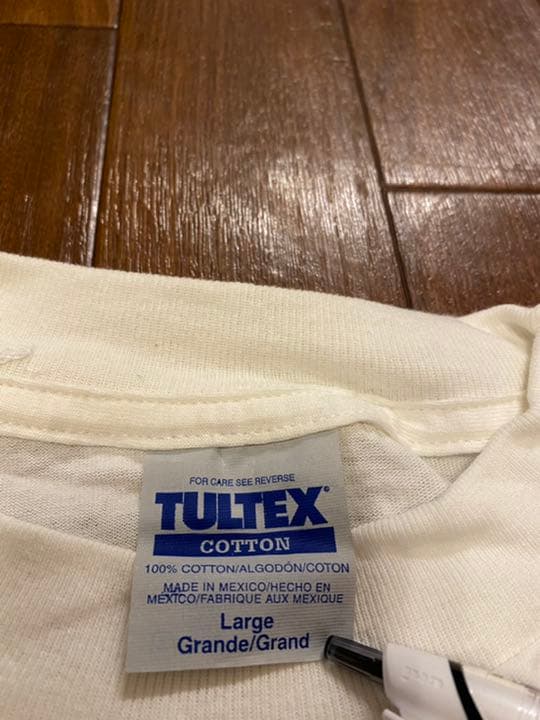 FOR CARE SEE REVERSE
TULTEX®
COTTON
100% COTTON/ALGODÓN/COTON
MADE IN MEXICO/HECHO EN
MÉXICO/FABRIQUE AUX MEXIQUE
Large
Grande/Grand